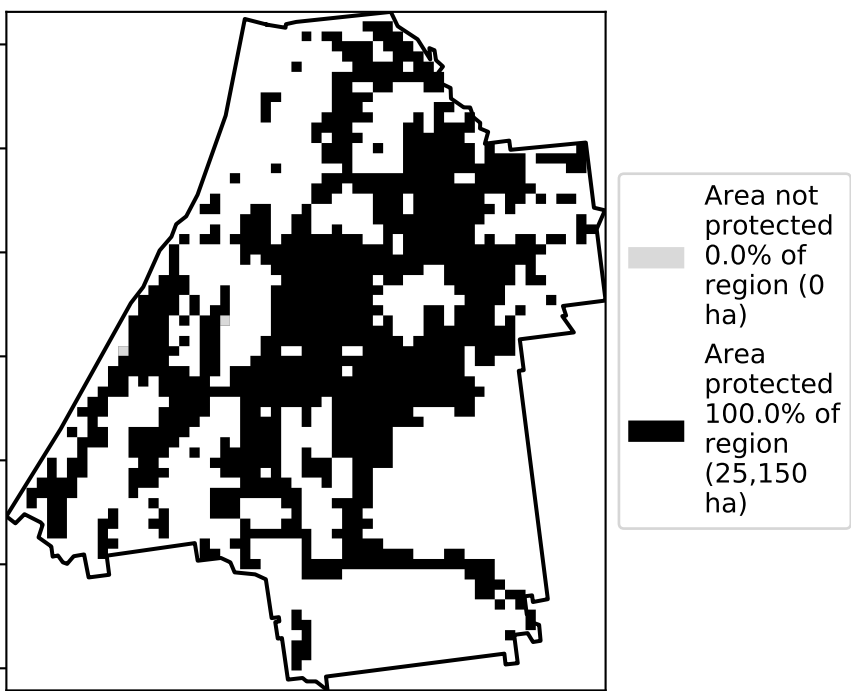 Area not
protected
0.0% of
region (0
ha)
Area
protected
100.0% of
region
(25,150
ha)